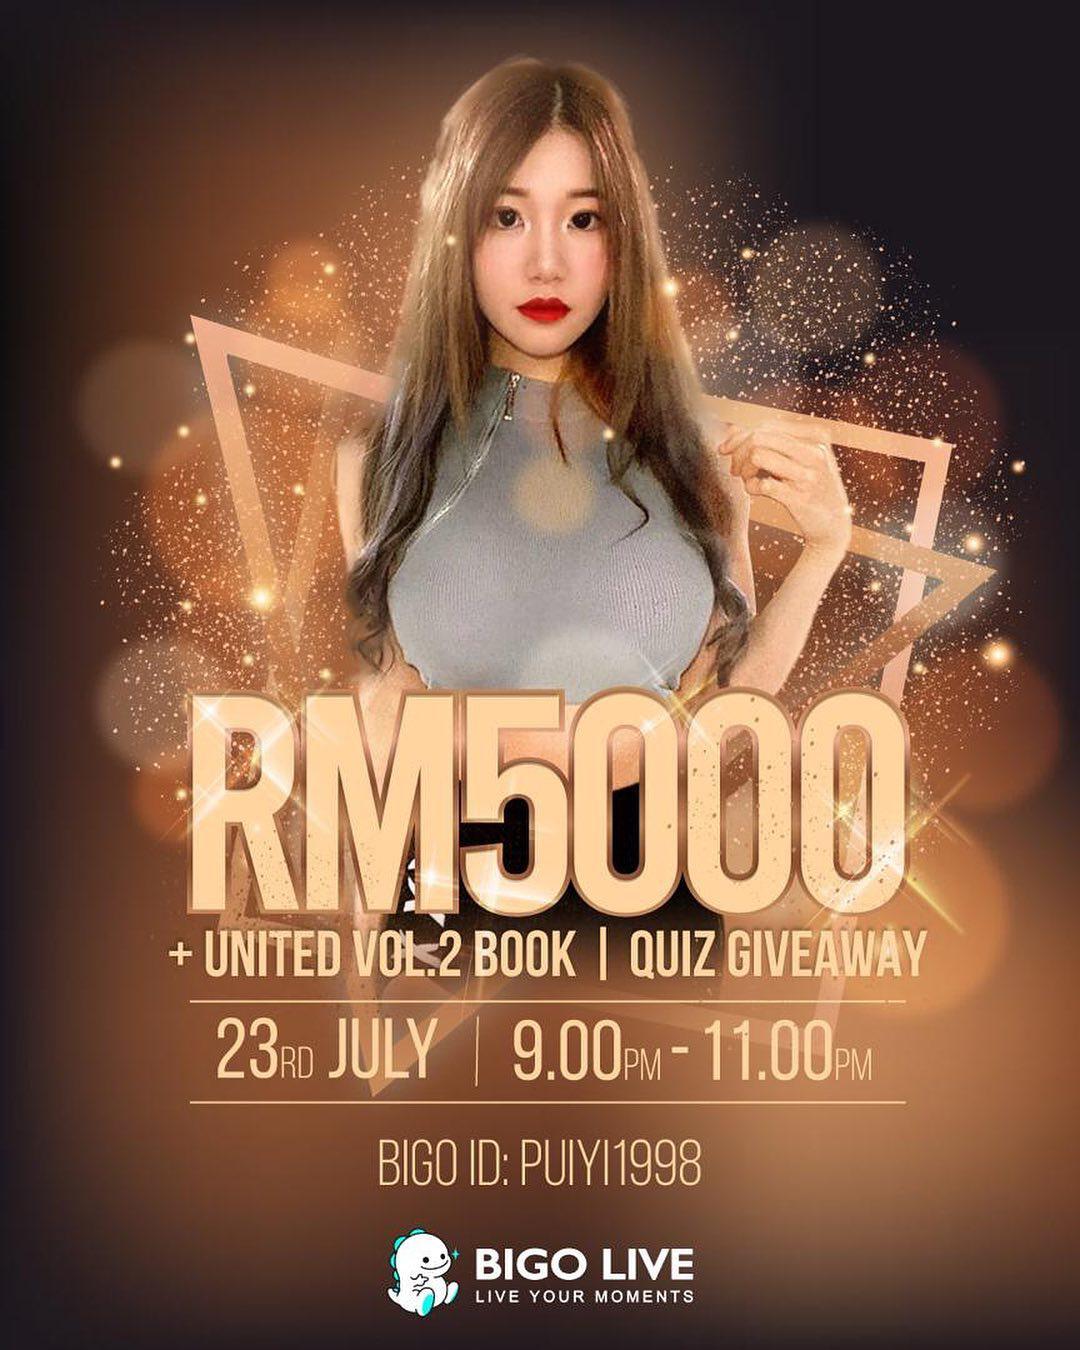 RM5000
+ UNITED VOL.2 BOOK | QUIZ GIVEAWAY
23RD JULY | 9.00PM - 11.00PM
BIGO ID: PUIYI1998
BIGO LIVE
LIVE YOUR MOMENTS